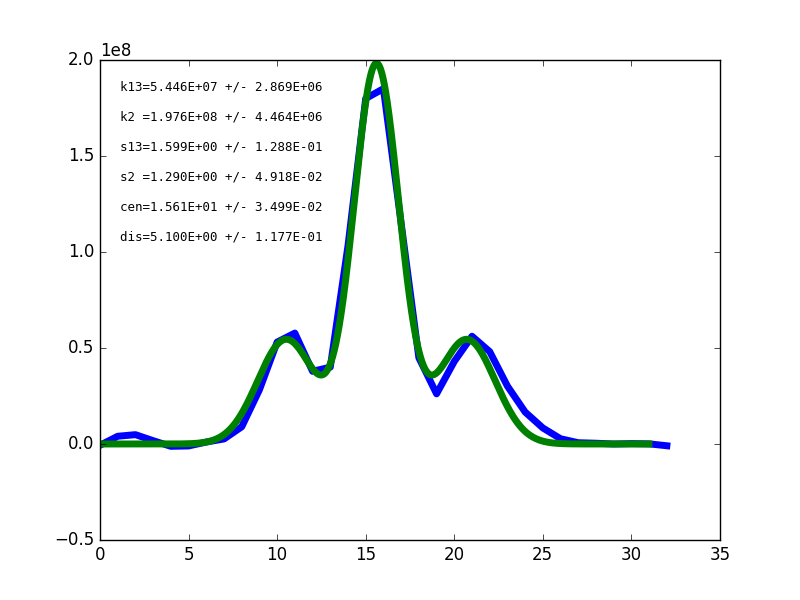 1e8
2.0
1.5
1.0
0.5
0.0
−0.5
0 5 10 15 20 25 30 35
k13=5.446E+07 +/- 2.869E+06
k2 =1.976E+08 +/- 4.464E+06
s13=1.599E+00 +/- 1.288E-01
s2 =1.290E+00 +/- 4.918E-02
cen=1.561E+01 +/- 3.499E-02
dis=5.100E+00 +/- 1.177E-01